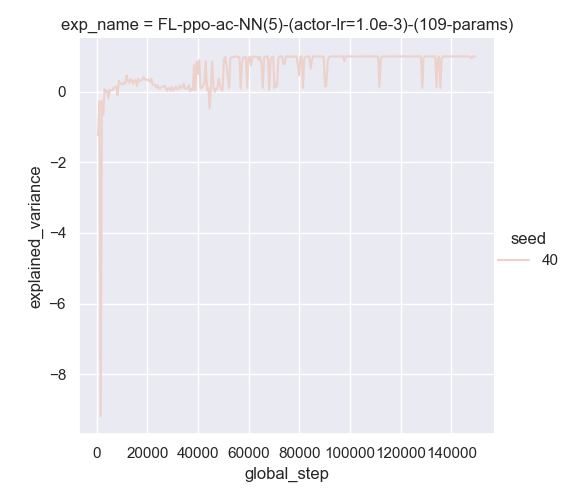 exp_name = FL-ppo-ac-NN(5)-(actor-lr=1.0e-3)-(109-params)
0
−2
−4
−6
−8
explained_variance
seed
40
0 20000 40000 60000 80000 100000 120000 140000
global_step